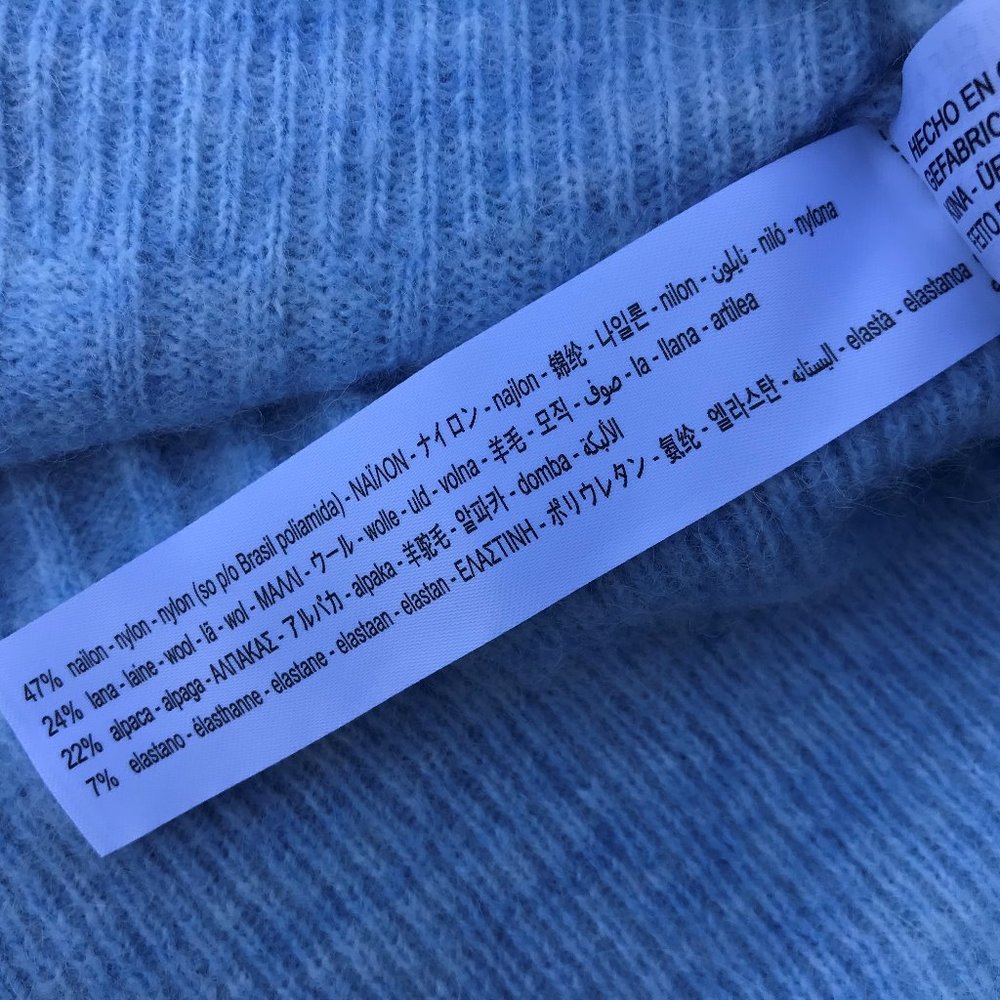 47% nailon - nylon - nylon (so p/o Brasil poliamida) - ΝΑΪΛΟΝ - ナイロン - najlon - 锦纶 - 나일론 - nilon - نايلون - niló - nylona
24% lana - laine - wool - lã - wol - ΜΑΛΛΙ - ウール - wolle - uld - volna - 羊毛 - 모직 - صوف - la - llana - artilea
22% alpaca - alpaga - ΑΛΠΑΚΑΣ - アルパカ - alpaka - 羊驼毛 - 알파카 - domba - الألبكة
7% elastano - élasthanne - elastane - elastaan - elastan - ΕΛΑΣΤΙΝΗ - ポリウレタン - 氨纶 - 엘라스탄 - اليستانه - elastà - elastanoa
HECHO EN
GEFABRIC